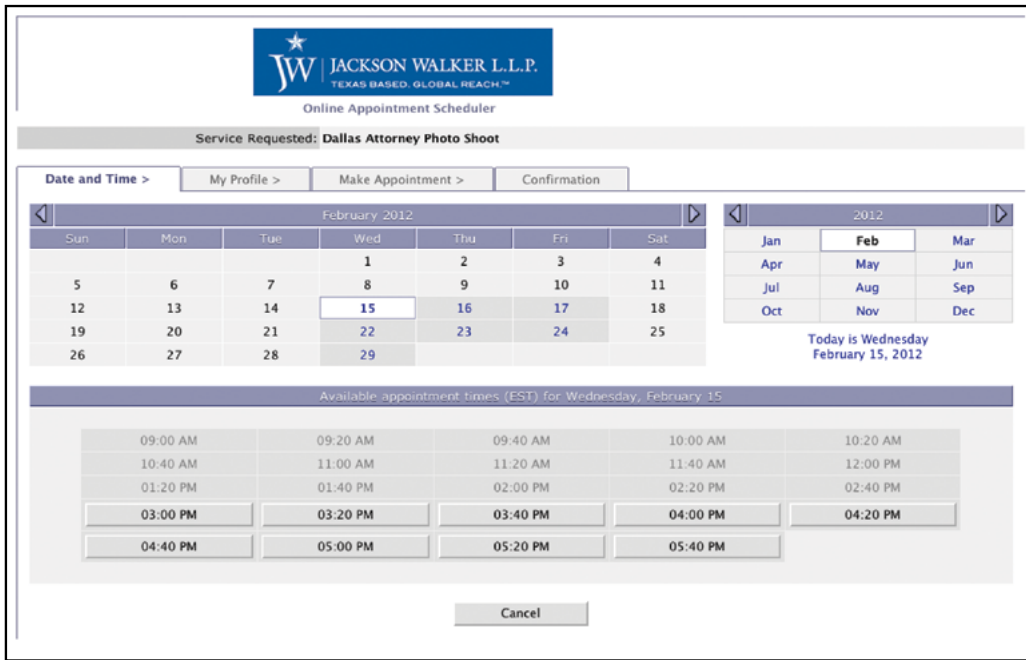 JW JACKSON WALKER L.L.P.
TEXAS BASED. GLOBAL REACH.™
Online Appointment Scheduler
Service Requested: Dallas Attorney Photo Shoot
Date and Time > My Profile > Make Appointment > Confirmation
February 2012
Sun Mon Tue Wed Thu Fri Sat
1 2 3 4
5 6 7 8 9 10 11
12 13 14 15 16 17 18
19 20 21 22 23 24 25
26 27 28 29
2012
Jan Feb Mar
Apr May Jun
Jul Aug Sep
Oct Nov Dec
Today is Wednesday
February 15, 2012
Available appointment times (EST) for Wednesday, February 15
09:00 AM 09:20 AM 09:40 AM 10:00 AM 10:20 AM
10:40 AM 11:00 AM 11:20 AM 11:40 AM 12:00 PM
01:20 PM 01:40 PM 02:00 PM 02:20 PM 02:40 PM
03:00 PM 03:20 PM 03:40 PM 04:00 PM 04:20 PM
04:40 PM 05:00 PM 05:20 PM 05:40 PM
Cancel